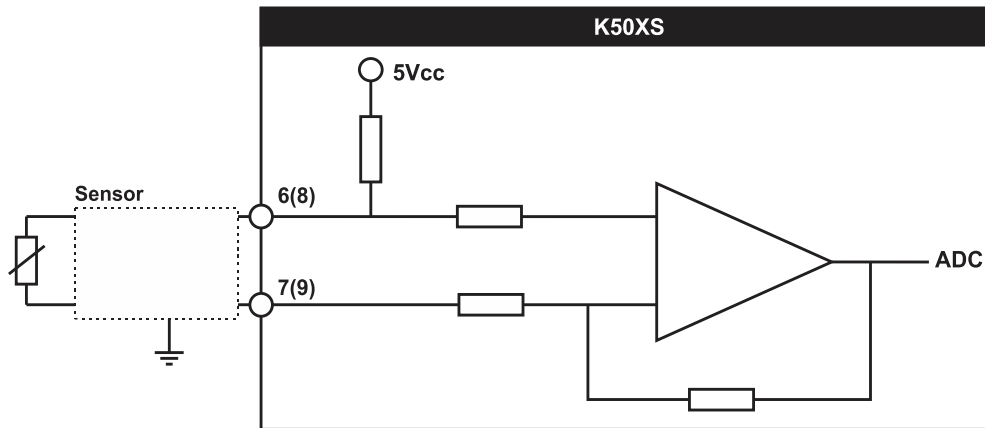 K50XS
5Vcc
Sensor
6(8)
7(9)
ADC